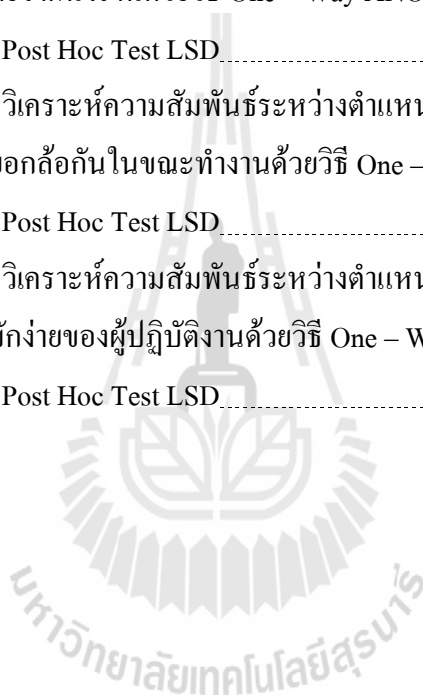 Post Hoc Test LSD
วิเคราะห์ความสัมพันธ์ระหว่างตำแหน
อกล้อกันในขณะทำงานด้วยวิธี One –
Post Hoc Test LSD
วิเคราะห์ความสัมพันธ์ระหว่างตำแหน
ักง่ายของผู้ปฏิบัติงานด้วยวิธี One – W
Post Hoc Test LSD
มหาวิทยาลัยเทคโนโลยีสุรนารี